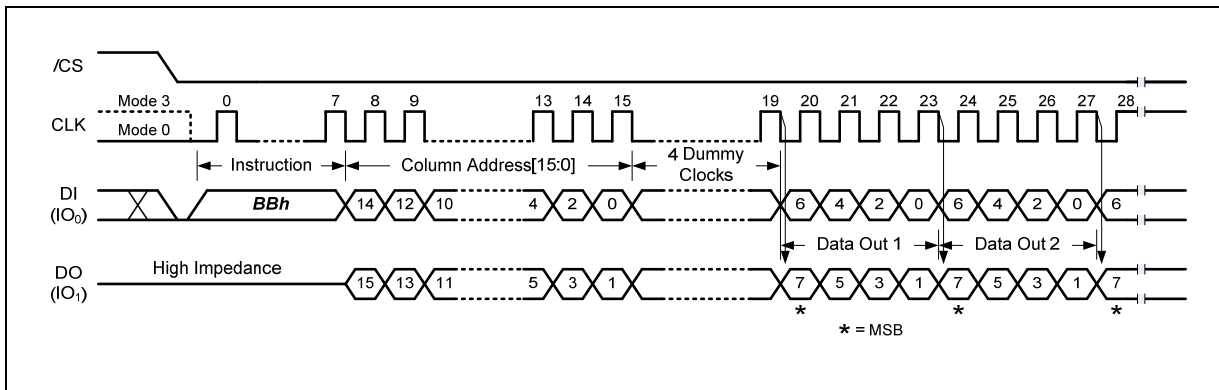 /CS
Mode 3 0 7 8 9 13 14 15 19 20 21 22 23 24 25 26 27 28
CLK
Mode 0
Instruction Column Address[15:0] 4 Dummy Clocks
DI (IO0) BBh 14 12 10 4 2 0 6 4 2 0 6 4 2 0 6
Data Out 1 Data Out 2
High Impedance
DO (IO1) 15 13 11 5 3 1 7 5 3 1 7 5 3 1 7
* * *
* = MSB